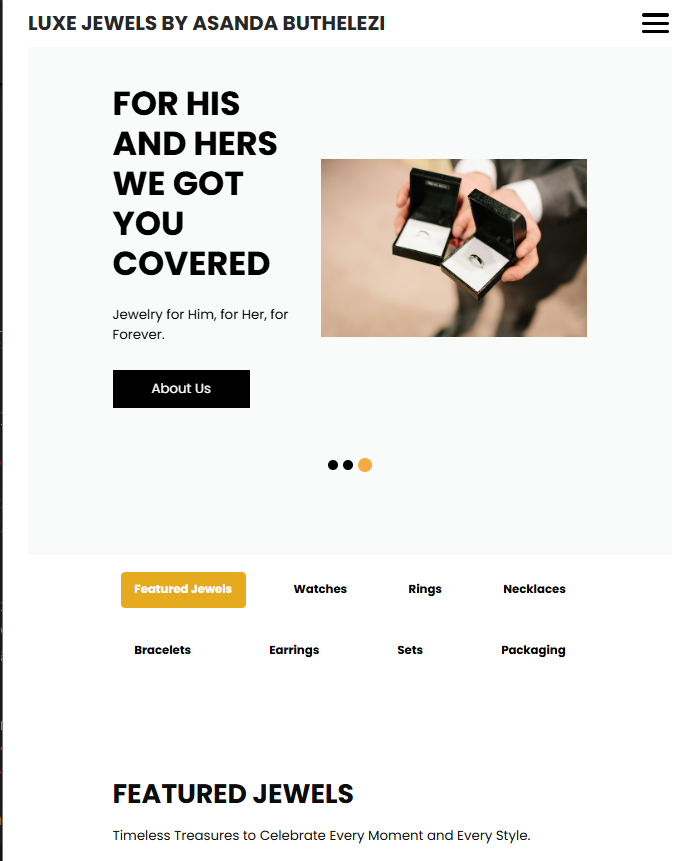 LUXE JEWELS BY ASANDA BUTHELEZI
FOR HIS
AND HERS
WE GOT
YOU
COVERED
Jewelry for Him, for Her, for
Forever.
About Us
Featured Jewels Watches Rings Necklaces
Bracelets Earrings Sets Packaging
FEATURED JEWELS
Timeless Treasures to Celebrate Every Moment and Every Style.